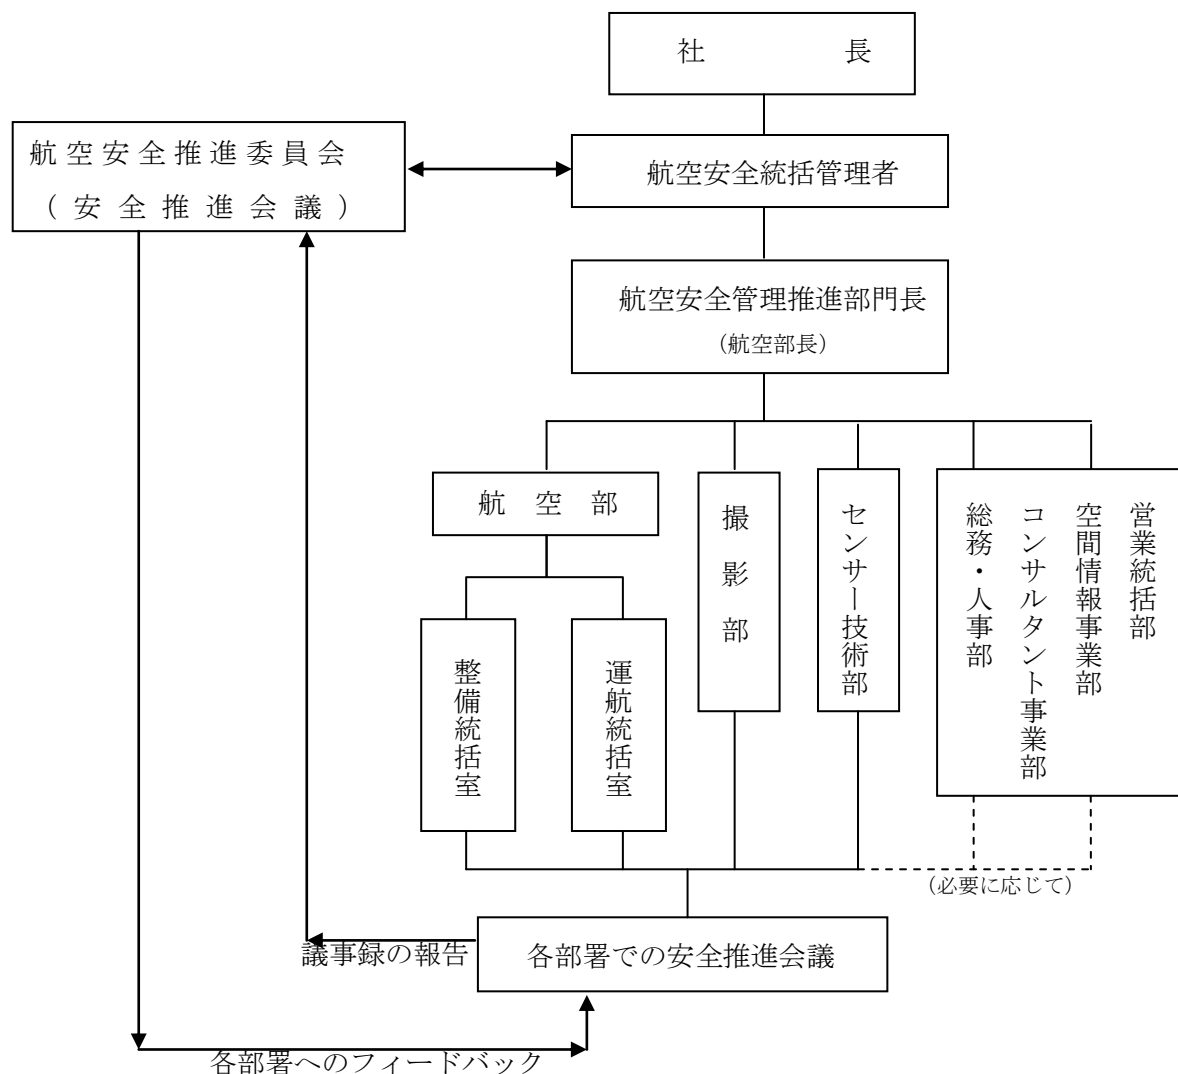 社長
航空安全推進委員会
（安全推進会議）
航空安全統括管理者
航空安全管理推進部門長
（航空部長）
航空部
撮影部
センサー技術部
営業統括部
空間情報事業部
コンサルタント事業部
総務・人事部
整備統括室
運航統括室
（必要に応じて）
議事録の報告
各部署での安全推進会議
各部署へのフィードバック